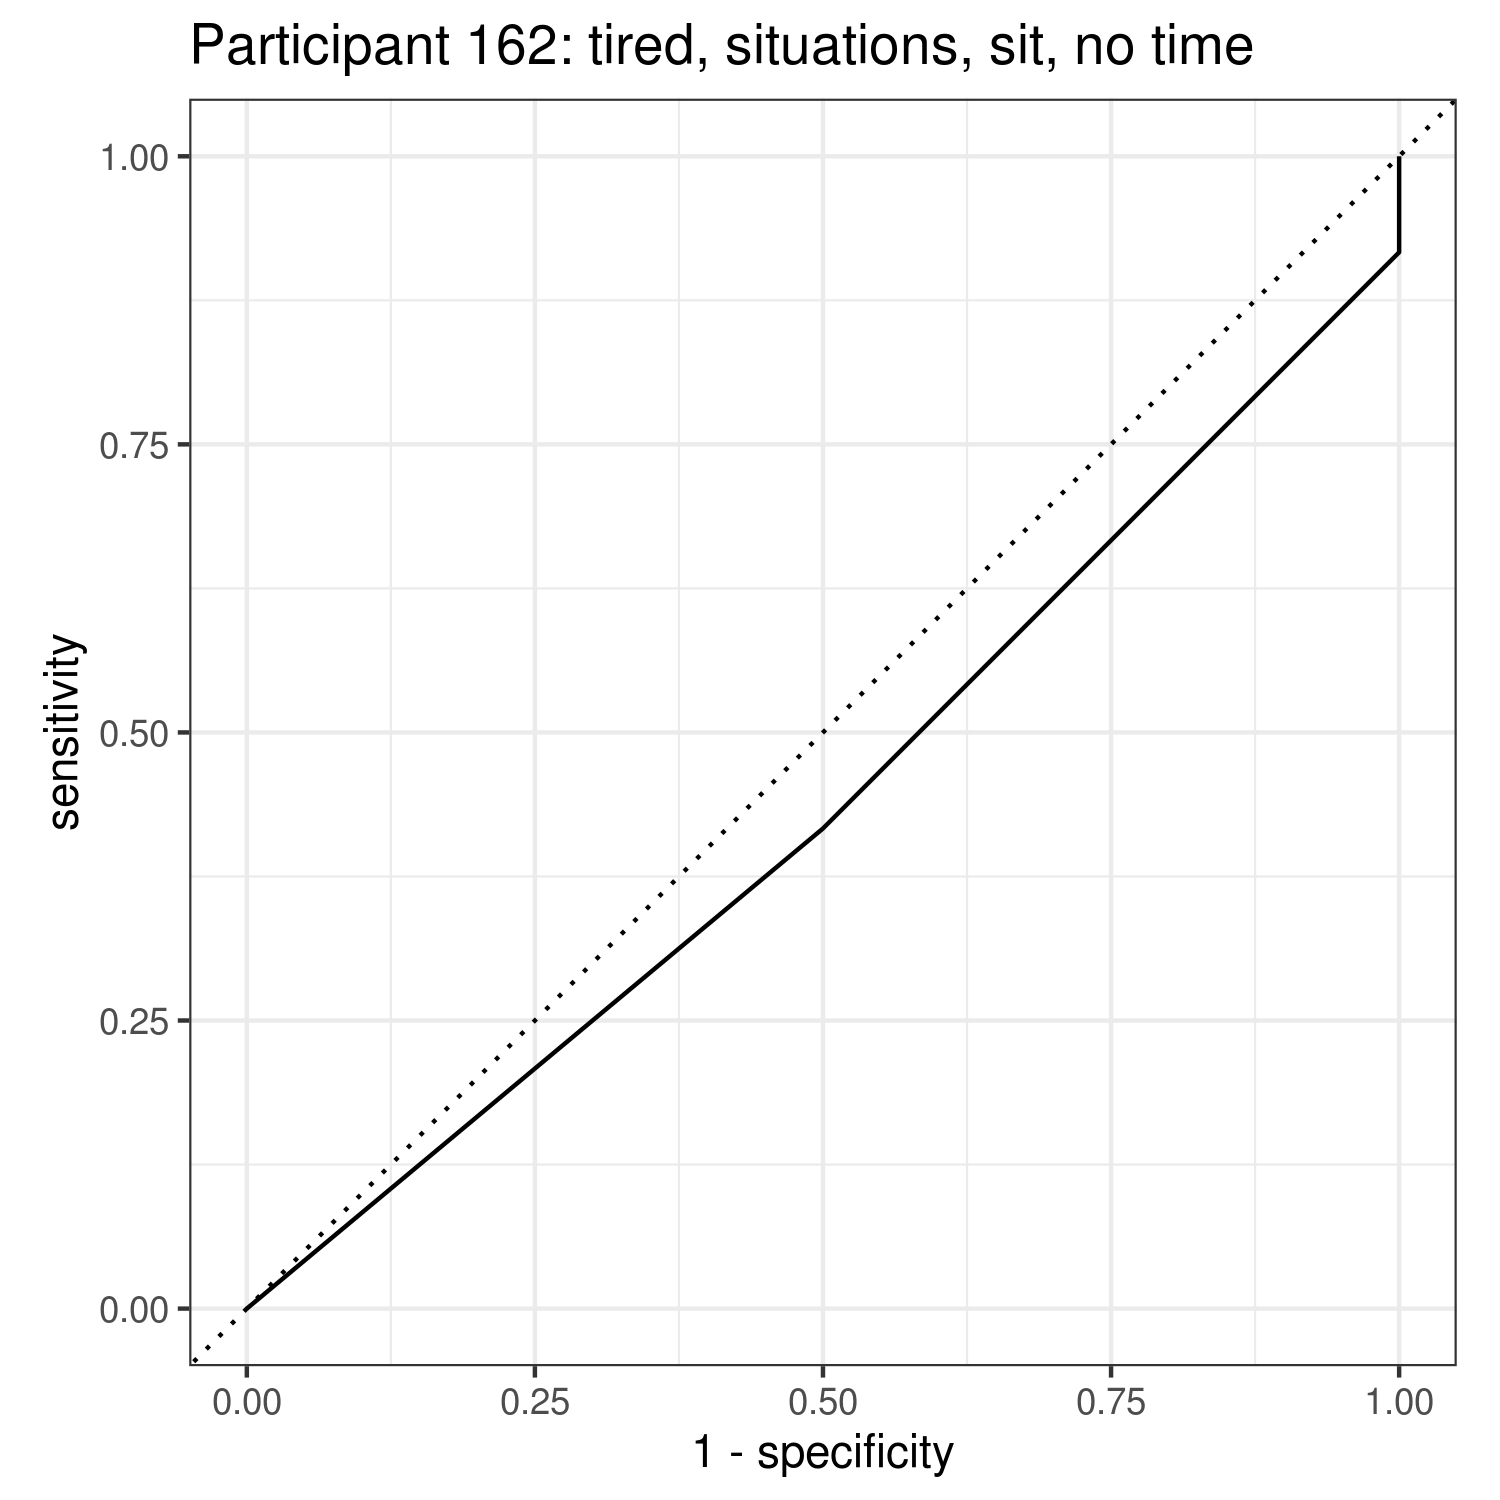 Participant 162: tired, situations, sit, no time
1.00
0.75
0.50
0.25
0.00
sensitivity
0.00 0.25 0.50 0.75 1.00
1 - specificity